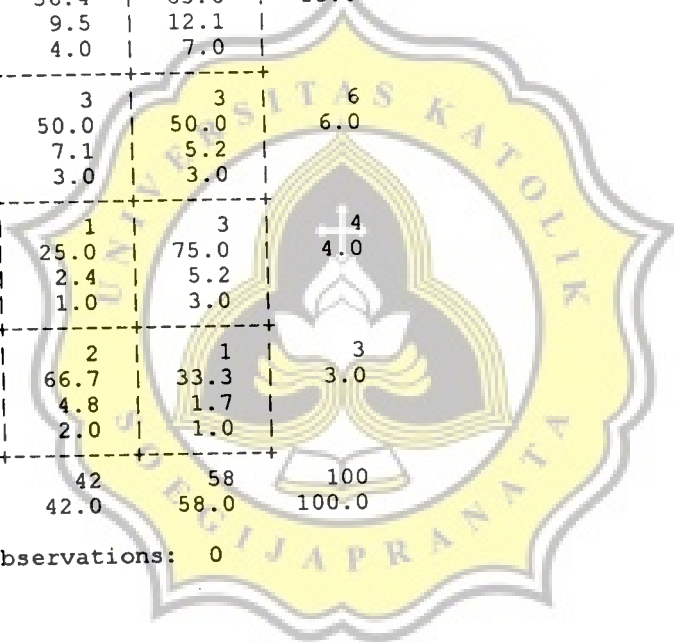 9.5 | 12.1 |
4.0 | 7.0 |
-----------+-----------+
3 | 3 | 6
50.0 | 50.0 | 6.0
7.1 | 5.2 |
3.0 | 3.0 |
+-----------+-----------+
| 1 | 3 | 4
| 25.0 | 75.0 | 4.0
| 2.4 | 5.2 |
| 1.0 | 3.0 |
+-----------+-----------+
| 2 | 1 | 3
| 66.7 | 33.3 | 3.0
| 4.8 | 1.7 |
| 2.0 | 1.0 |
+-----------+-----------+
42 58 100
42.0 58.0 100.0
bservations: 0
UNIVERSITAS KATOLIK
SOEGIJAPRANATA